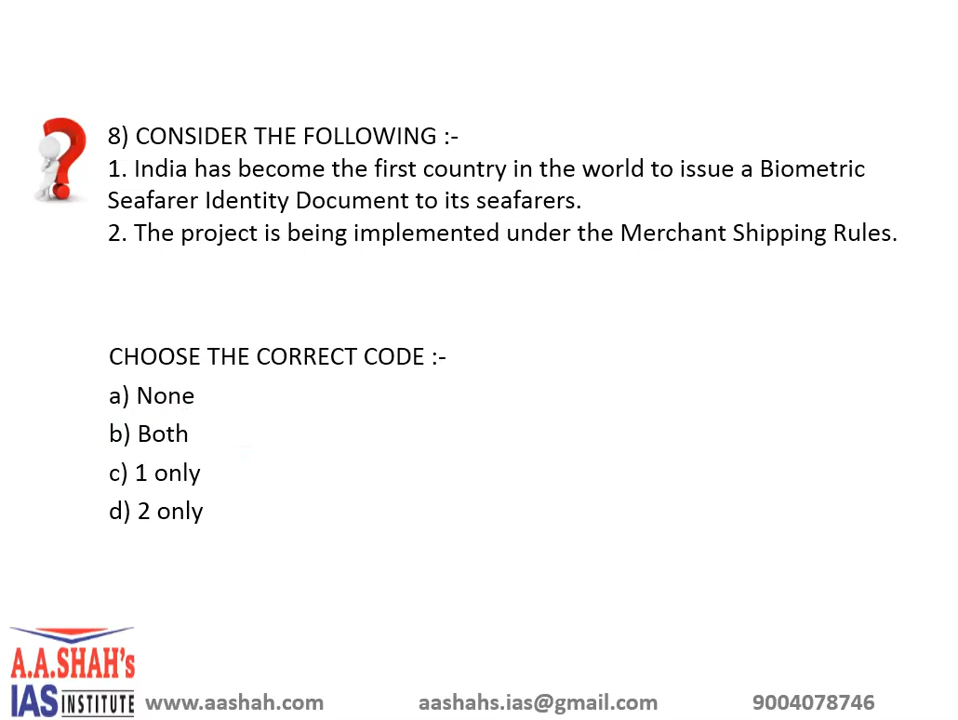 8) CONSIDER THE FOLLOWING :-
1. India has become the first country in the world to issue a Biometric
Seafarer Identity Document to its seafarers.
2. The project is being implemented under the Merchant Shipping Rules.
CHOOSE THE CORRECT CODE :-
a) None
b) Both
c) 1 only
d) 2 only
A.A.SHAH's
IAS INSTITUTE
www.aashah.com aashahs.ias@gmail.com 9004078746